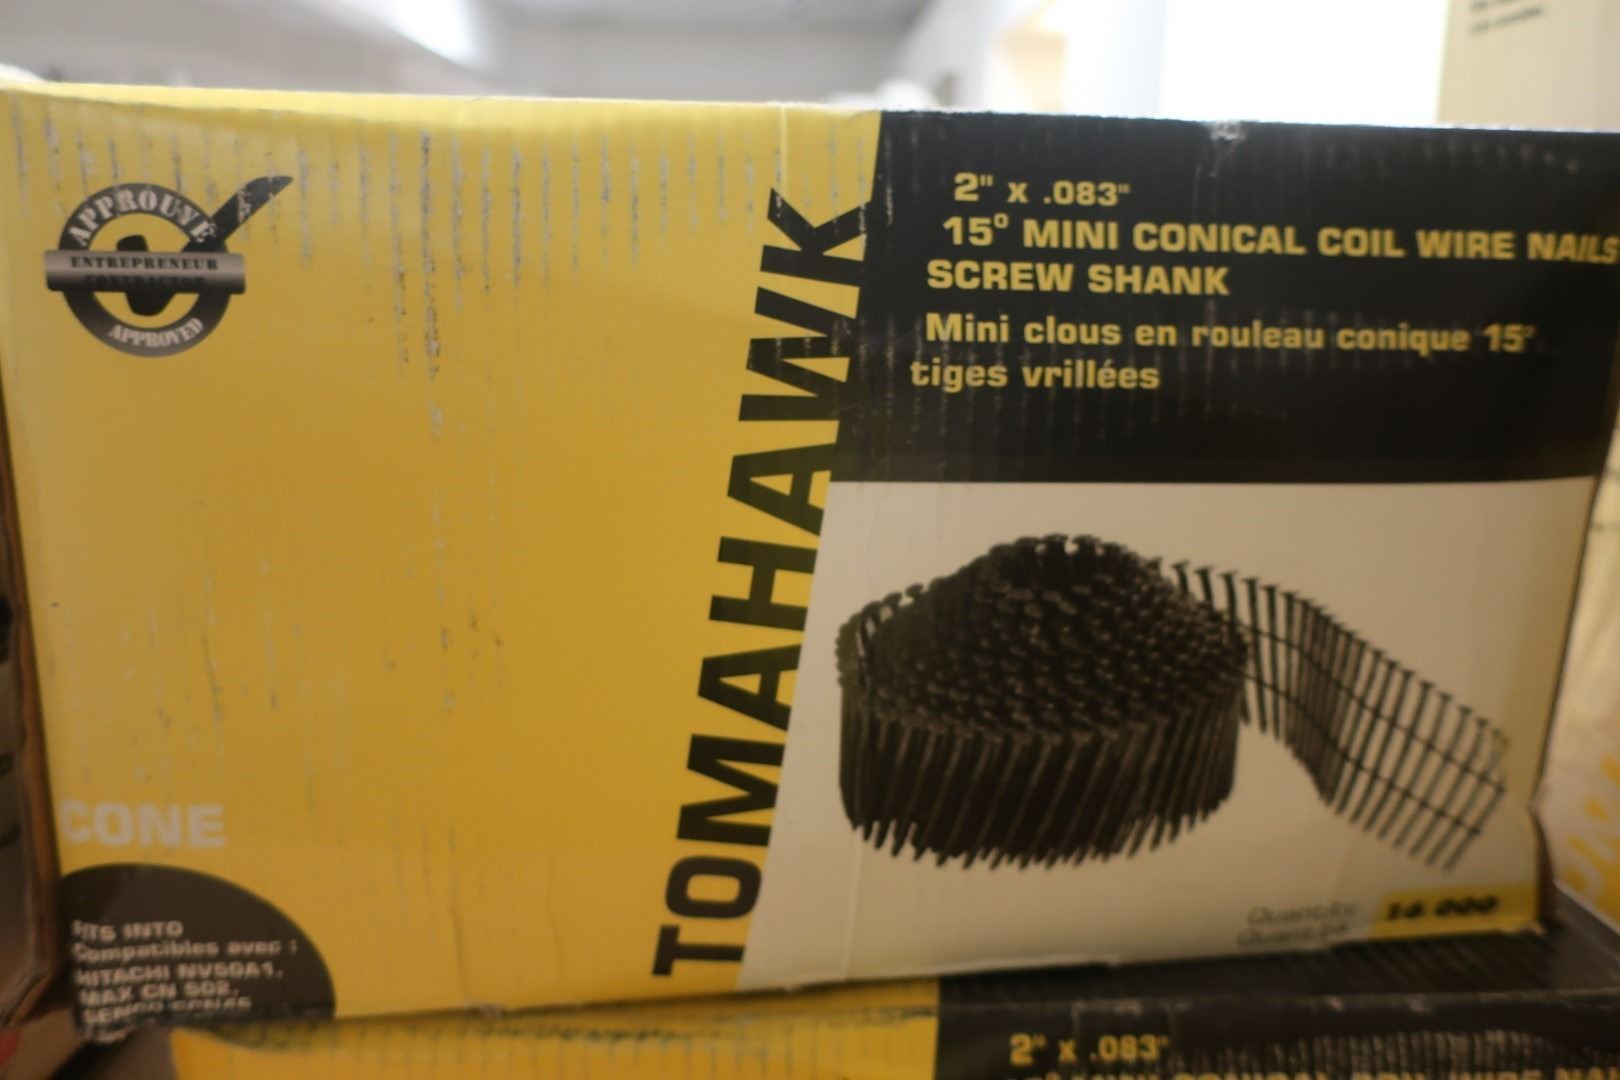 APPROUVÉ
ENTREPRENEUR
CONTRACTOR
APPROVED
TOMAHAWK
2" x .083"
15° MINI CONICAL COIL WIRE NAILS
SCREW SHANK
Mini clous en rouleau conique 15°
tiges vrillées
CONE
FITS INTO
Compatibles avec :
HITACHI NV50A1,
MAX CN 502,
2" x .083"